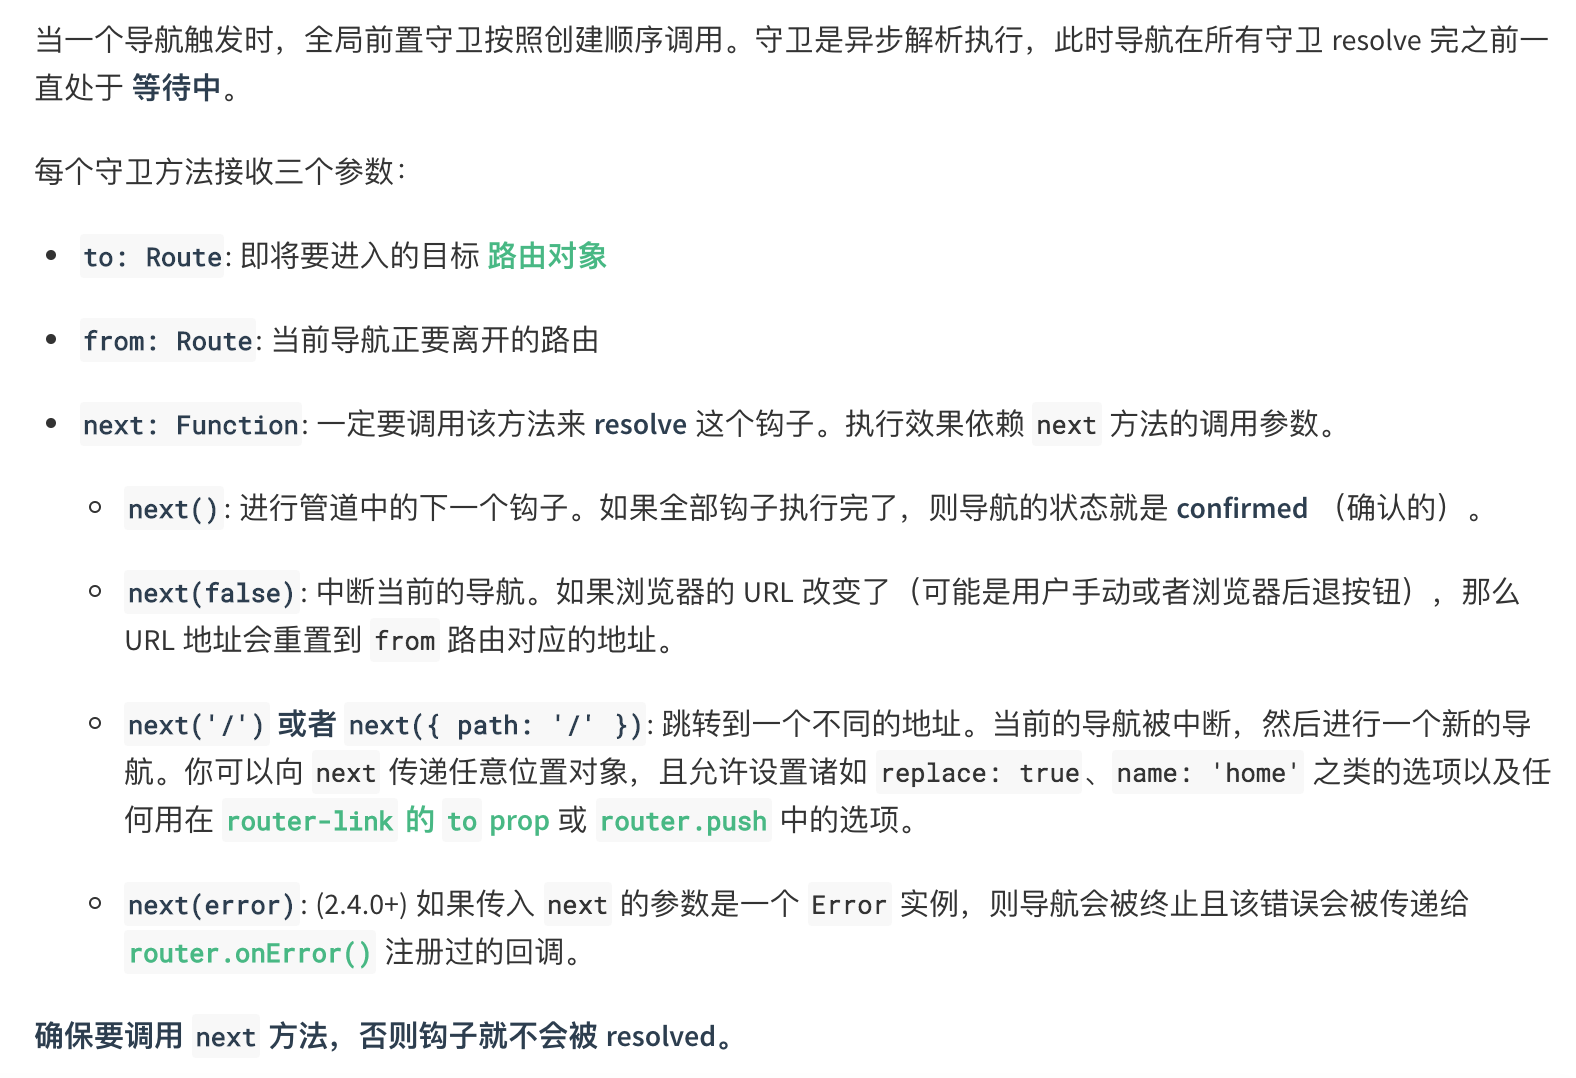 当一个导航触发时，全局前置守卫按照创建顺序调用。守卫是异步解析执行，此时导航在所有守卫 resolve 完之前一
直处于 等待中。
每个守卫方法接收三个参数：
• to: Route: 即将要进入的目标 路由对象
• from: Route: 当前导航正要离开的路由
• next: Function: 一定要调用该方法来 resolve 这个钩子。执行效果依赖 next 方法的调用参数。
◦ next(): 进行管道中的下一个钩子。如果全部钩子执行完了，则导航的状态就是 confirmed （确认的）。
◦ next(false): 中断当前的导航。如果浏览器的 URL 改变了（可能是用户手动或者浏览器后退按钮），那么
URL 地址会重置到 from 路由对应的地址。
◦ next('/') 或者 next({ path: '/' }): 跳转到一个不同的地址。当前的导航被中断，然后进行一个新的导
航。你可以向 next 传递任意位置对象，且允许设置诸如 replace: true、name: 'home' 之类的选项以及任
何用在 router-link 的 to prop 或 router.push 中的选项。
◦ next(error): (2.4.0+) 如果传入 next 的参数是一个 Error 实例，则导航会被终止且该错误会被传递给
router.onError() 注册过的回调。
确保要调用 next 方法，否则钩子就不会被 resolved。